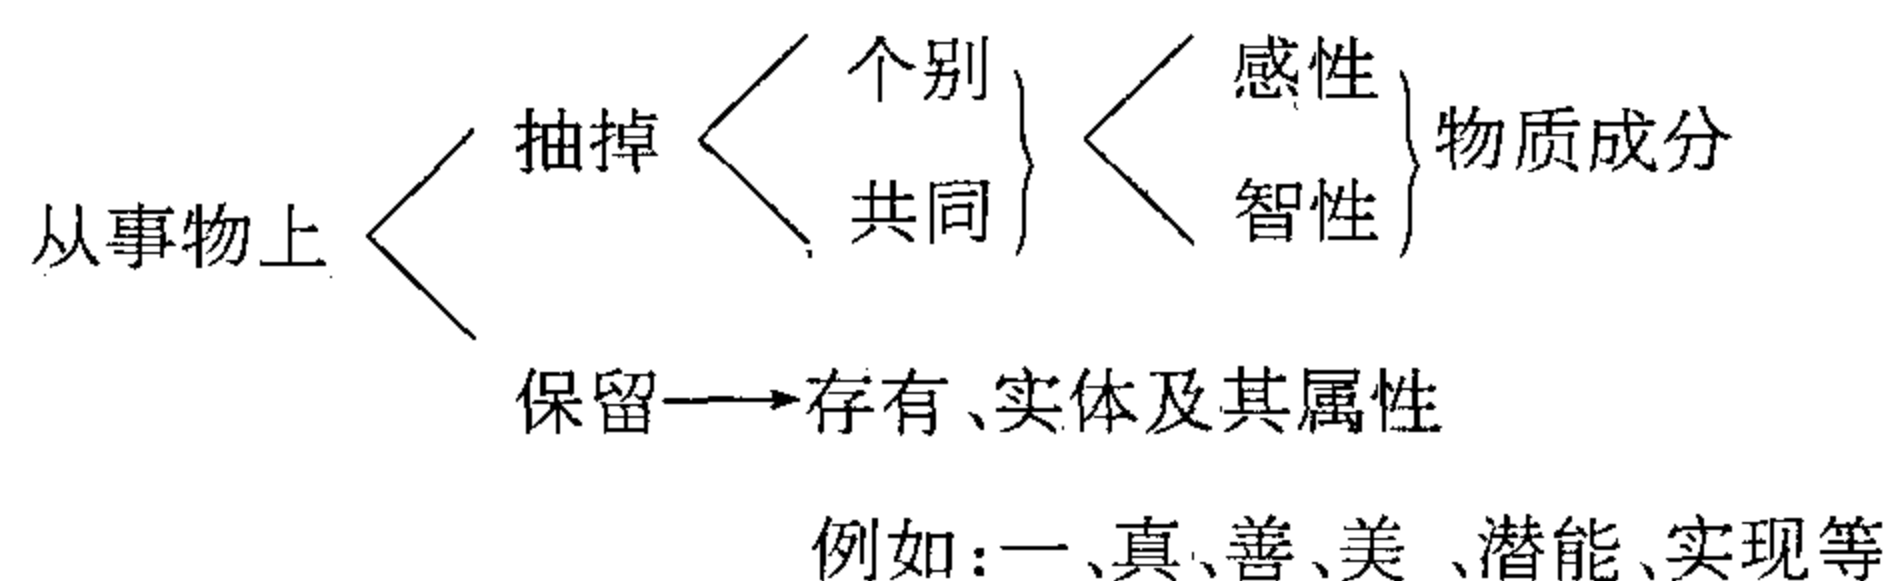 个别 感性
抽掉 物质成分
共同 智性
从事物上
保留→存有、实体及其属性
例如:一、真、善、美、潜能、实现等